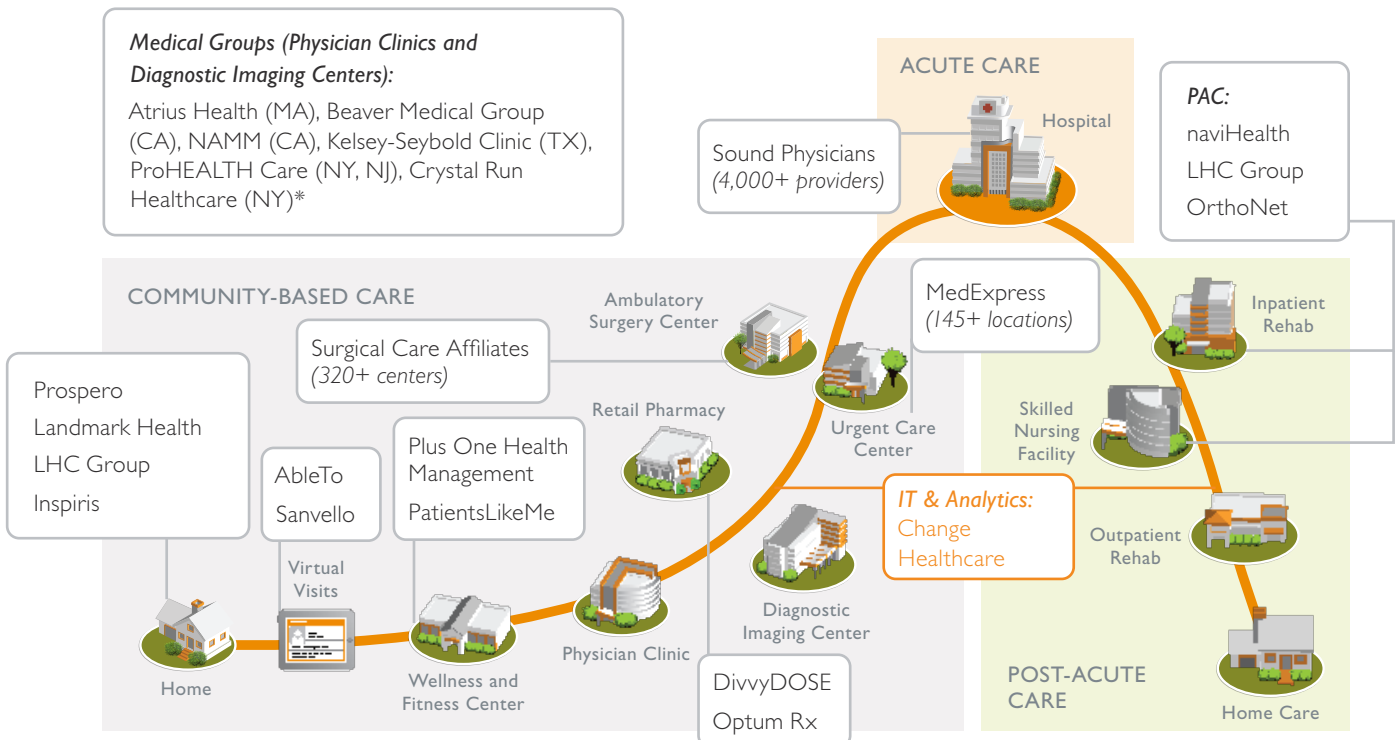 Medical Groups (Physician Clinics and
Diagnostic Imaging Centers):
Atrius Health (MA), Beaver Medical Group
(CA), NAMM (CA), Kelsey-Seybold Clinic (TX),
ProHEALTH Care (NY, NJ), Crystal Run
Healthcare (NY)*
ACUTE CARE
Hospital
Sound Physicians
(4,000+ providers)
PAC:
naviHealth
LHC Group
OrthoNet
COMMUNITY-BASED CARE
Ambulatory
Surgery Center
Surgical Care Affiliates
(320+ centers)
MedExpress
(145+ locations)
Inpatient
Rehab
Prospero
Landmark Health
LHC Group
Inspiris
AbleTo
Sanvello
Plus One Health
Management
PatientsLikeMe
Retail Pharmacy
Urgent Care
Center
Skilled
Nursing
Facility
IT & Analytics:
Change
Healthcare
Outpatient
Rehab
Virtual
Visits
Home
Wellness and
Fitness Center
Physician Clinic
Diagnostic
Imaging Center
DivvyDOSE
Optum Rx
POST-ACUTE
CARE
Home Care